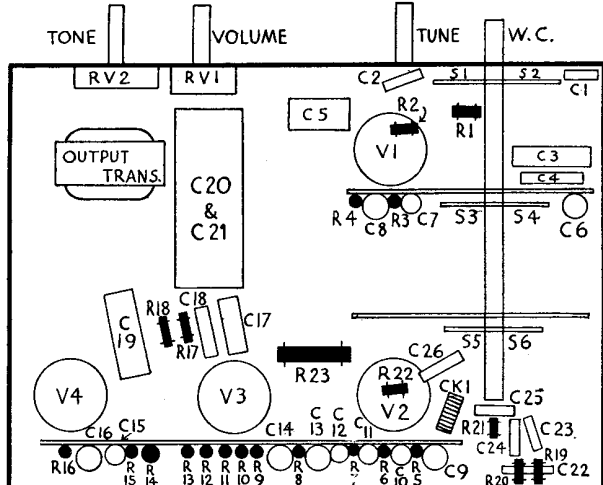 TONE
VOLUME
TUNE
W.C.
RV2
RV1
C2
S1
S2
C1
C5
R2
R1
V1
OUTPUT
TRANS.
C20
&
C21
C3
C4
R4
C8
R3
C7
S3
S4
C6
C
19
R18
R17
C18
C17
S5
S6
R23
C26
R22
CK1
V4
V3
V2
C25
R21
C24
C23
C16
C15
C14
C
13
C
12
C
11
R16
R
15
R
14
R
13
R
12
R
11
R
10
R
9
R
8
R
7
R
6
C
10
R
5
C9
R20
R19
C22